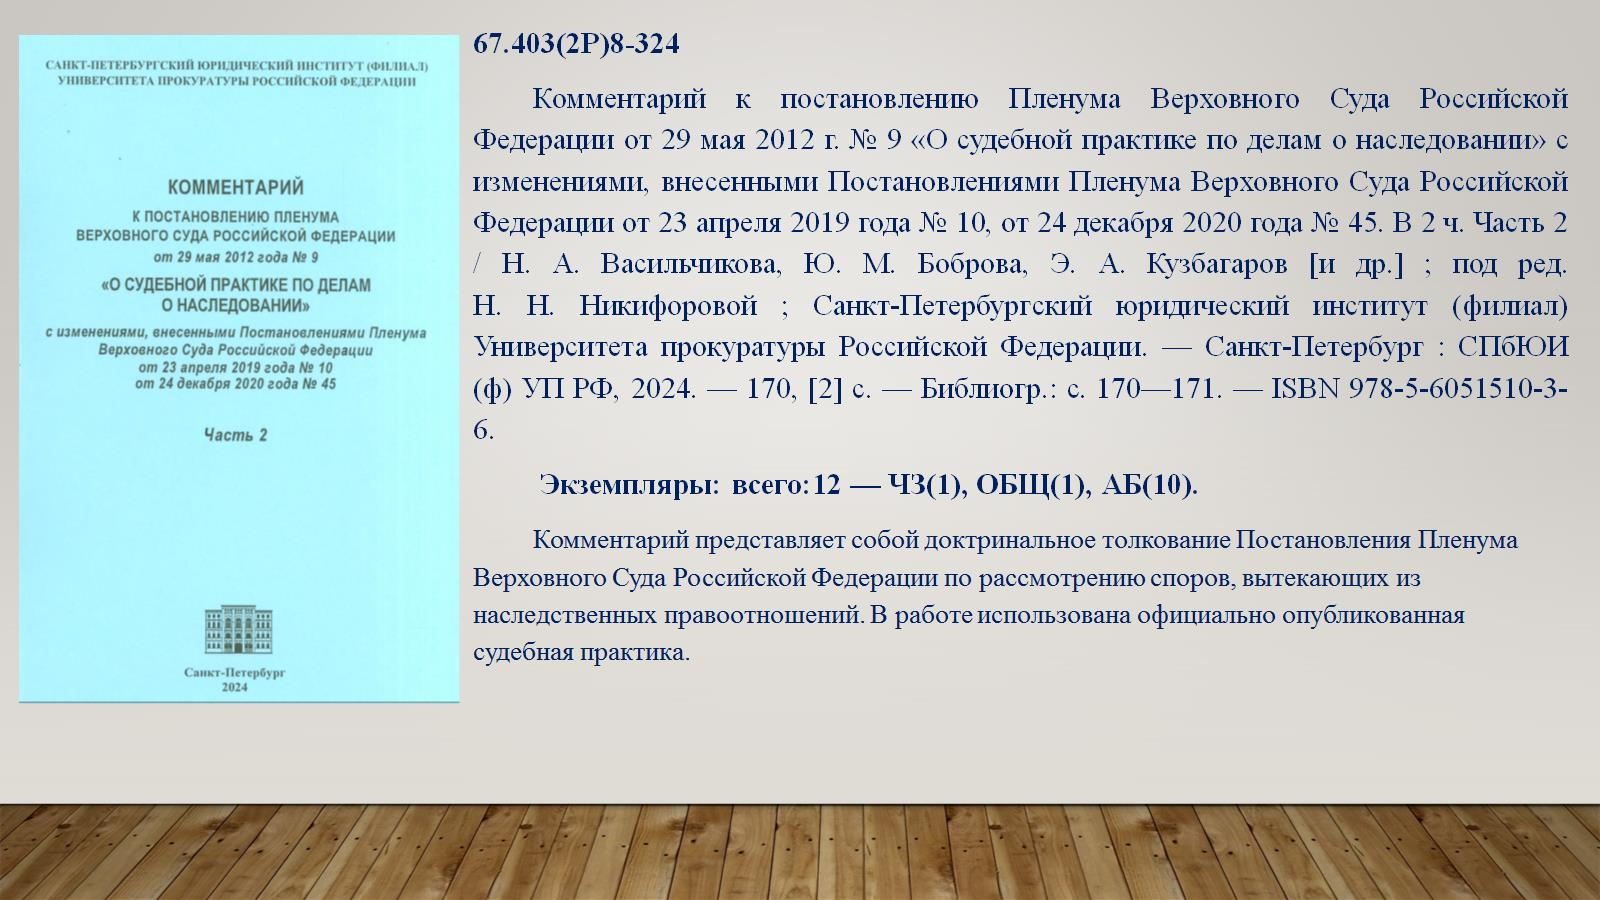 САНКТ-ПЕТЕРБУРГСКИЙ ЮРИДИЧЕСКИЙ ИНСТИТУТ (ФИЛИАЛ)
УНИВЕРСИТЕТА ПРОКУРАТУРЫ РОССИЙСКОЙ ФЕДЕРАЦИИ
КОММЕНТАРИЙ
К ПОСТАНОВЛЕНИЮ ПЛЕНУМА
ВЕРХОВНОГО СУДА РОССИЙСКОЙ ФЕДЕРАЦИИ
от 29 мая 2012 года № 9
«О СУДЕБНОЙ ПРАКТИКЕ ПО ДЕЛАМ
О НАСЛЕДОВАНИИ»
с изменениями, внесенными Постановлениями Пленума
Верховного Суда Российской Федерации
от 23 апреля 2019 года № 10
от 24 декабря 2020 года № 45
Часть 2
Санкт-Петербург
2024
67.403(2Р)8-324
Комментарий к постановлению Пленума Верховного Суда Российской
Федерации от 29 мая 2012 г. № 9 «О судебной практике по делам о наследовании» с
изменениями, внесенными Постановлениями Пленума Верховного Суда Российской
Федерации от 23 апреля 2019 года № 10, от 24 декабря 2020 года № 45. В 2 ч. Часть 2
/ Н. А. Васильчикова, Ю. М. Боброва, Э. А. Кузбагаров [и др.] ; под ред.
Н. Н. Никифоровой ; Санкт-Петербургский юридический институт (филиал)
Университета прокуратуры Российской Федерации. — Санкт-Петербург : СПбЮИ
(ф) УП РФ, 2024. — 170, [2] с. — Библиогр.: с. 170—171. — ISBN 978-5-6051510-3-
6.
Экземпляры: всего:12 — ЧЗ(1), ОБЩ(1), АБ(10).
Комментарий представляет собой доктринальное толкование Постановления Пленума
Верховного Суда Российской Федерации по рассмотрению споров, вытекающих из
наследственных правоотношений. В работе использована официально опубликованная
судебная практика.